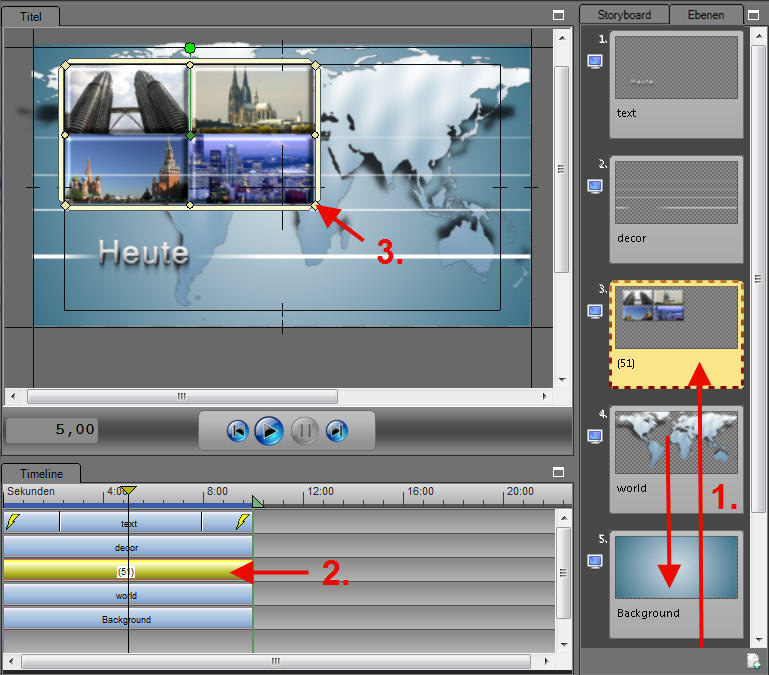 Titel
Heute
3.
5,00
Timeline
Sekunden
4:00
8:00
12:00
16:00
20:00
text
decor
(51)
2.
world
Background
Storyboard
Ebenen
1.
Heute
text
2.
decor
3.
(51)
4.
world
1.
5.
Background